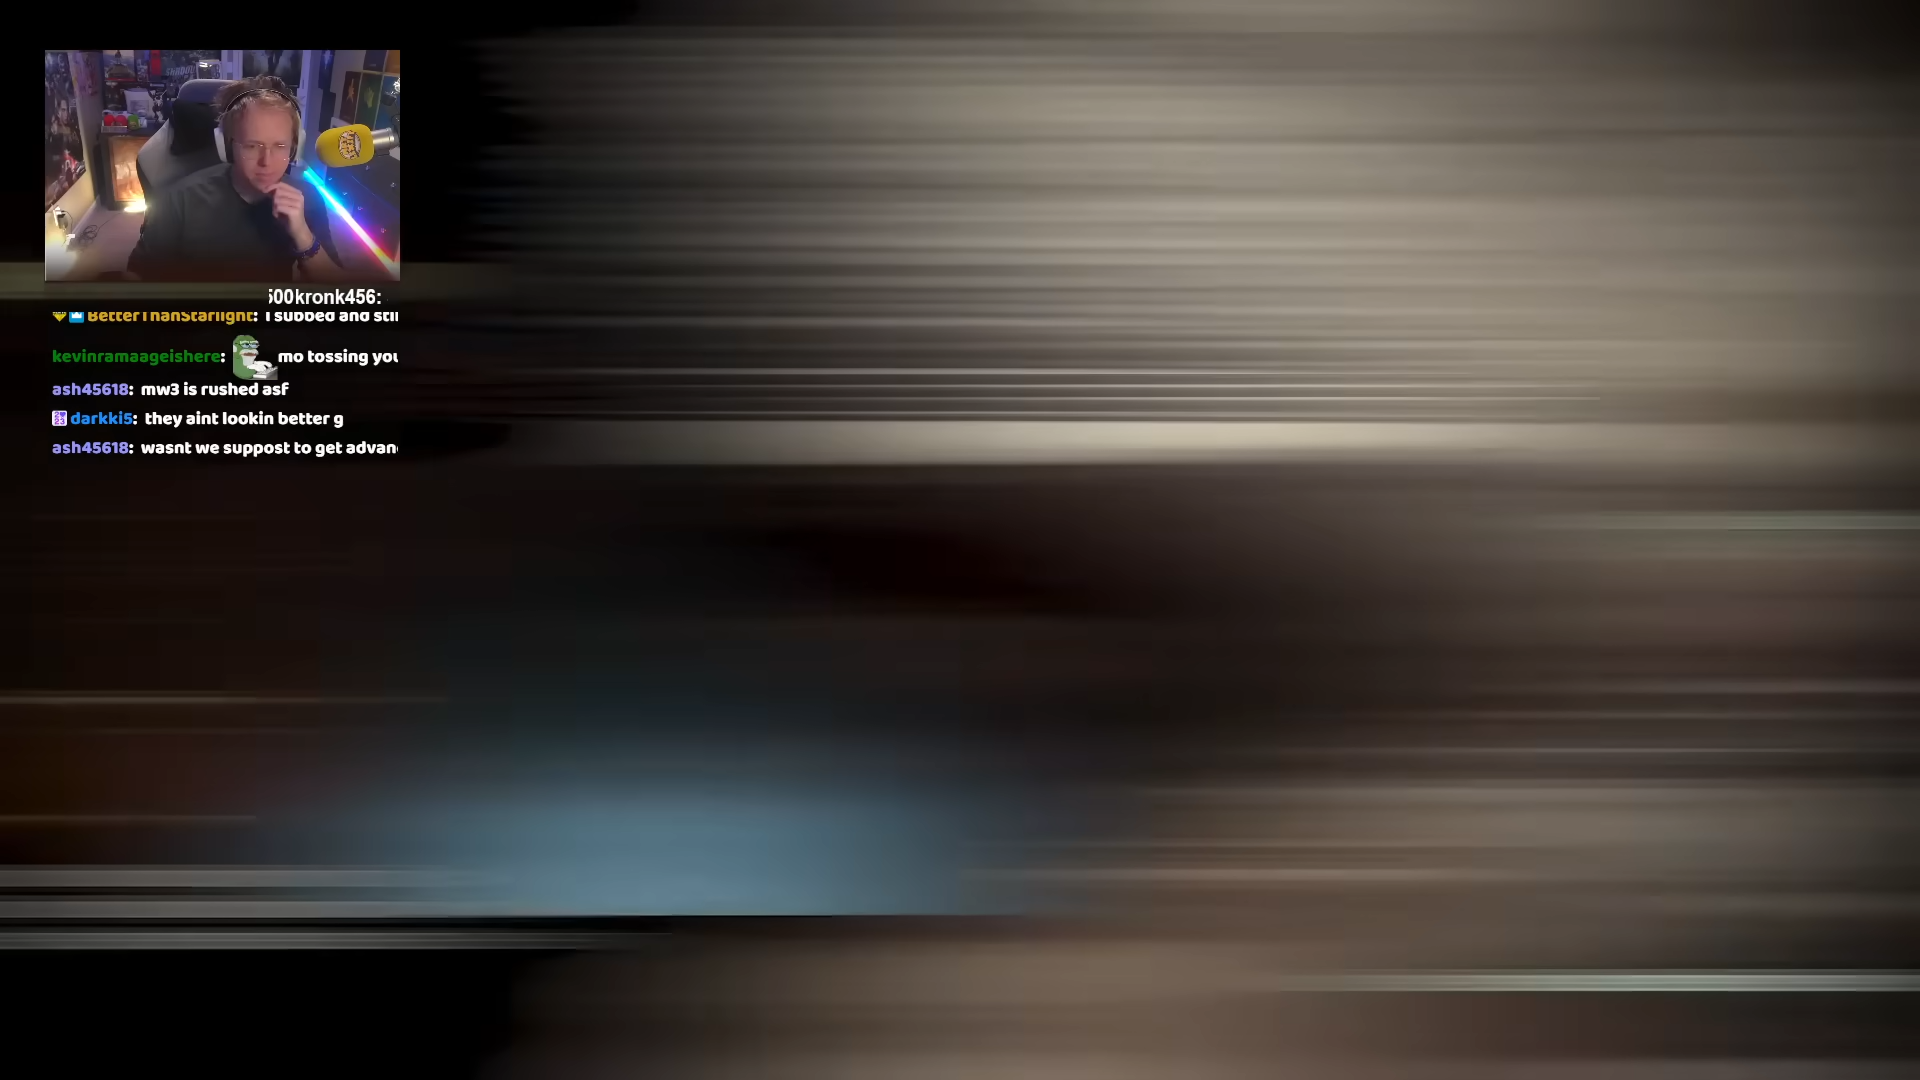 500kronk456:
BetterThanStarlight: I subbed and
kevinramaageishere: mo tossing you
ash45618: mw3 is rushed asf
darkki5: they aint lookin better g
ash45618: wasnt we suppost to get advan